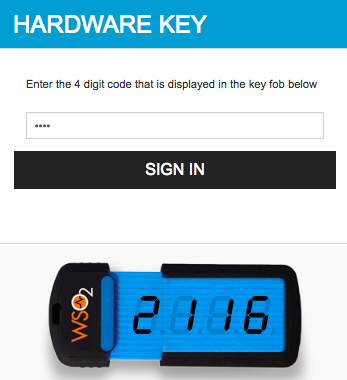 HARDWARE KEY
Enter the 4 digit code that is displayed in the key fob below
••••
SIGN IN
WSO2
2116